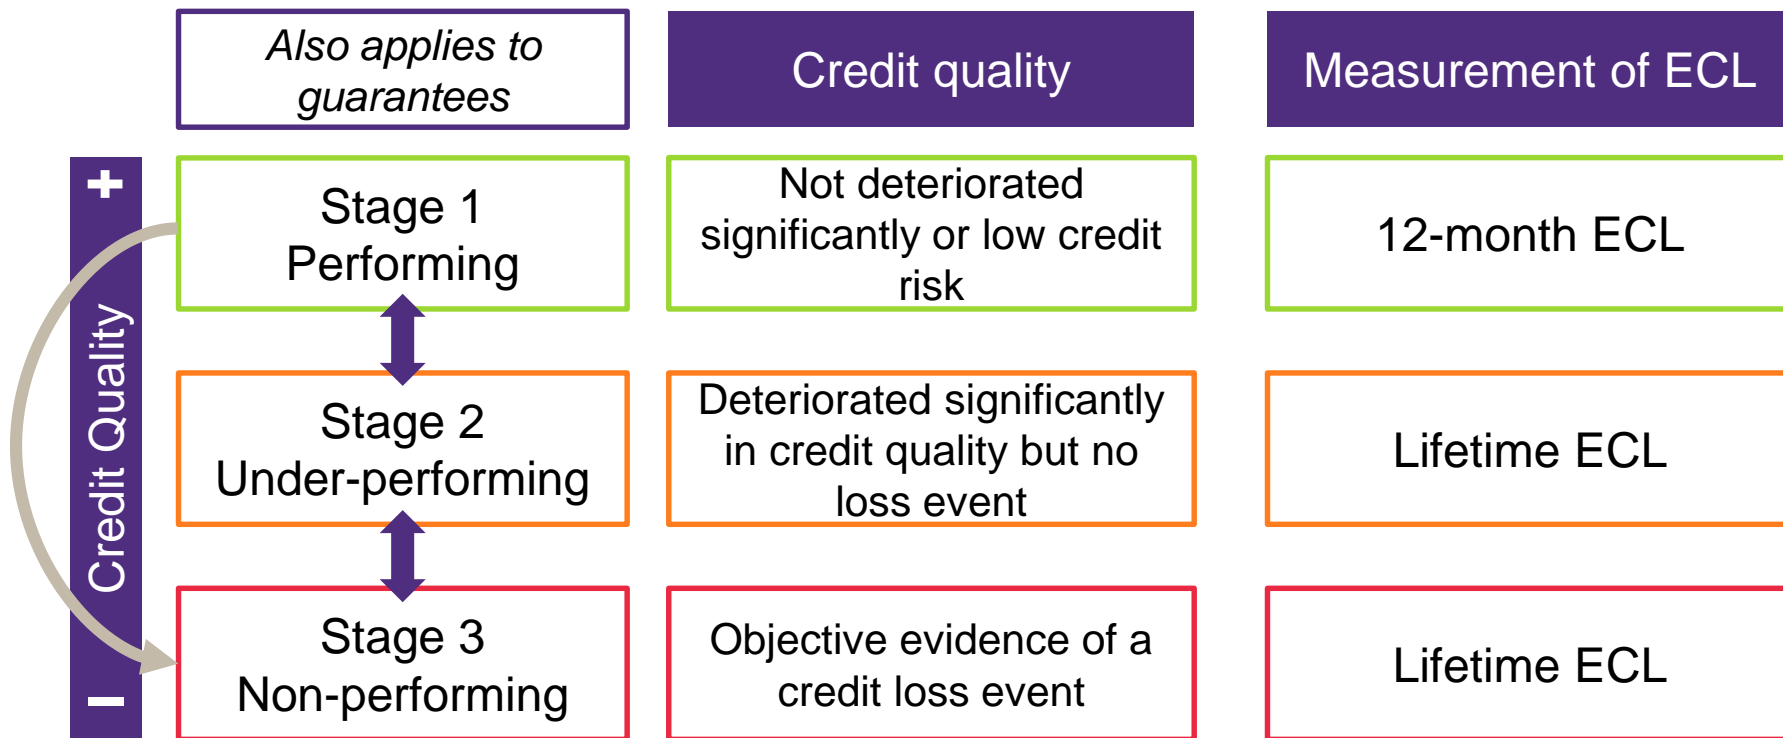 Also applies to
guarantees
Credit quality
Measurement of ECL
+
Credit Quality
–
Stage 1
Performing
Not deteriorated
significantly or low credit
risk
12-month ECL
Stage 2
Under-performing
Deteriorated significantly
in credit quality but no
loss event
Lifetime ECL
Stage 3
Non-performing
Objective evidence of a
credit loss event
Lifetime ECL